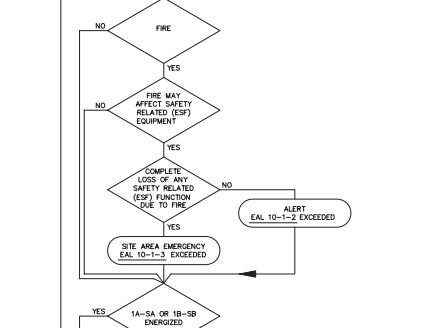 NO
FIRE
YES
NO
FIRE MAY
AFFECT SAFETY
RELATED (ESF)
EQUIPMENT
YES
COMPLETE
LOSS OF ANY
SAFETY RELATED
(ESF) FUNCTION
DUE TO FIRE
NO
ALERT
EAL 10-1-2 EXCEEDED
YES
SITE AREA EMERGENCY
EAL 10-1-3 EXCEEDED
YES
1A-SA OR 1B-SB
ENERGIZED